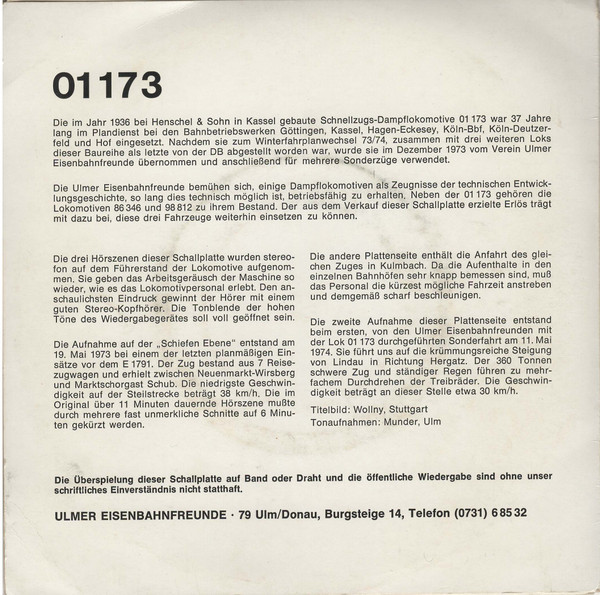 01173
Die im Jahr 1936 bei Henschel & Sohn in Kassel gebaute Schnellzugs-Dampflokomotive 01 173 war 37 Jahre
lang im Plandienst bei den Bahnbetriebswerken Göttingen, Kassel, Hagen-Eckesey, Köln-Bbf, Köln-Deutzer-
feld und Hof eingesetzt. Nachdem sie zum Winterfahrplanwechsel 73/74, zusammen mit drei weiteren Loks
dieser Baureihe als letzte von der DB abgestellt worden war, wurde sie im Dezember 1973 vom Verein Ulmer
Eisenbahnfreunde übernommen und anschließend für mehrere Sonderzüge verwendet.
Die Ulmer Eisenbahnfreunde bemühen sich, einige Dampflokomotiven als Zeugnisse der technischen Entwick-
lungsgeschichte, so lang dies technisch möglich ist, betriebsfähig zu erhalten. Neben der 01 173 gehören die
Lokomotiven 86 346 und 98 812 zu ihrem Bestand. Der aus dem Verkauf dieser Schallplatte erzielte Erlös trägt
mit dazu bei, diese drei Fahrzeuge weiterhin einsetzen zu können.
Die drei Hörszenen dieser Schallplatte wurden stereo-
fon auf dem Führerstand der Lokomotive aufgenom-
men. Sie geben das Arbeitsgeräusch der Maschine so
wieder, wie es das Lokomotivpersonal erlebt. Den an-
schaulichsten Eindruck gewinnt der Hörer mit einem
guten Stereo-Kopfhörer. Die Tonblende der hohen
Töne des Wiedergabegerätes soll voll geöffnet sein.
Die Aufnahme auf der „Schiefen Ebene" entstand am
19. Mai 1973 bei einem der letzten planmäßigen Ein-
sätze vor dem E 1791. Der Zug bestand aus 7 Reise-
zugwagen und erhielt zwischen Neuenmarkt-Wirsberg
und Marktschorgast Schub. Die niedrigste Geschwin-
digkeit auf der Steilstrecke beträgt 38 km/h. Die im
Original über 11 Minuten dauernde Hörszene mußte
durch mehrere fast unmerkliche Schnitte auf 6 Minu-
ten gekürzt werden.
Die andere Plattenseite enthält die Anfahrt des glei-
chen Zuges in Kulmbach. Da die Aufenthalte in den
einzelnen Bahnhöfen sehr knapp bemessen sind, muß
das Personal die kürzest mögliche Fahrzeit anstreben
und demgemäß scharf beschleunigen.
Die zweite Aufnahme dieser Plattenseite entstand
beim ersten, von den Ulmer Eisenbahnfreunden mit
der Lok 01 173 durchgeführten Sonderfahrt am 11. Mai
1974. Sie führt uns auf die krümmungsreiche Steigung
von Lindau in Richtung Hergatz. Der 360 Tonnen
schwere Zug und ständiger Regen führen zu mehr-
fachem Durchdrehen der Treibräder. Die Geschwin-
digkeit beträgt an dieser Stelle etwa 30 km/h.
Titelbild: Wollny, Stuttgart
Tonaufnahmen: Munder, Ulm
Die Überspielung dieser Schallplatte auf Band oder Draht und die öffentliche Wiedergabe sind ohne unser
schriftliches Einverständnis nicht statthaft.
ULMER EISENBAHNFREUNDE · 79 Ulm/Donau, Burgsteige 14, Telefon (0731) 6 85 32